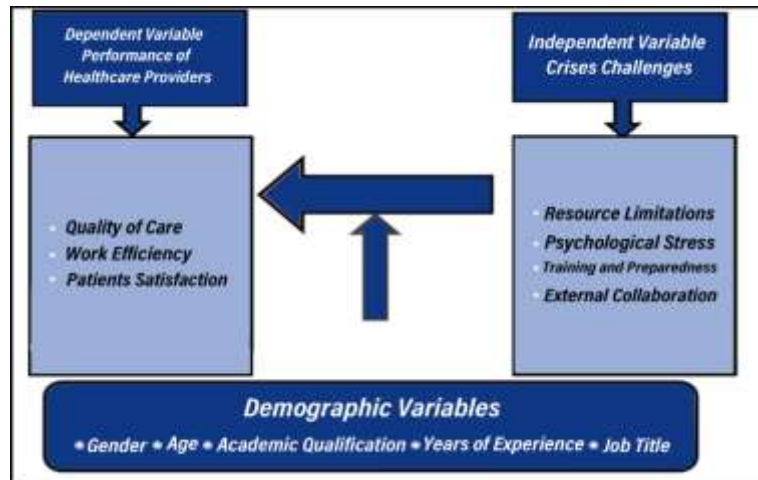 Dependent Variable
Performance of
Healthcare Providers
Independent Variable
Crises Challenges
Quality of Care
Work Efficiency
Patients Satisfaction
Resource Limitations
Psychological Stress
Training and Preparedness
External Collaboration
Demographic Variables
* Gender * Age * Academic Qualification * Years of Experience * Job Title